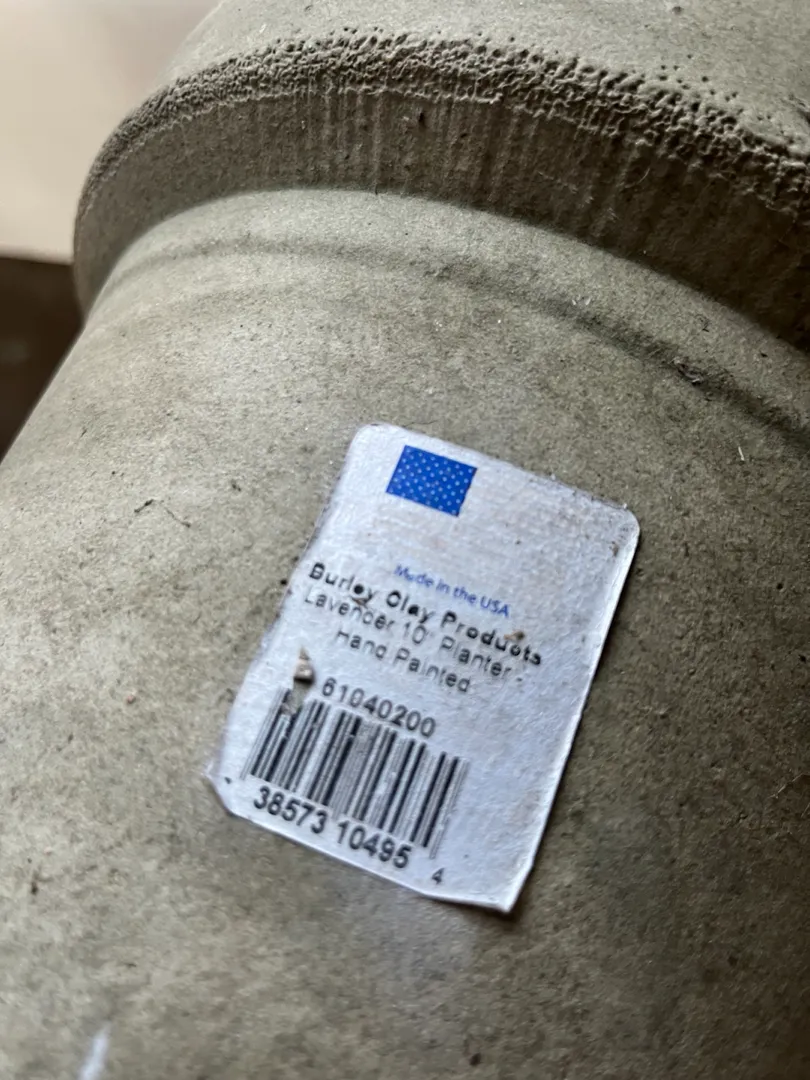 Made in the USA
Burley Clay Products
Lavender 10" Planter -
Hand Painted
61040200
38573 10495 4